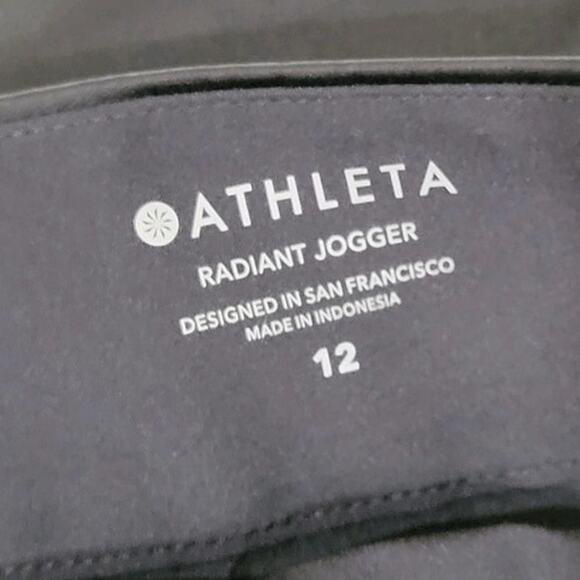 ATHLETA
RADIANT JOGGER
DESIGNED IN SAN FRANCISCO
MADE IN INDONESIA
12